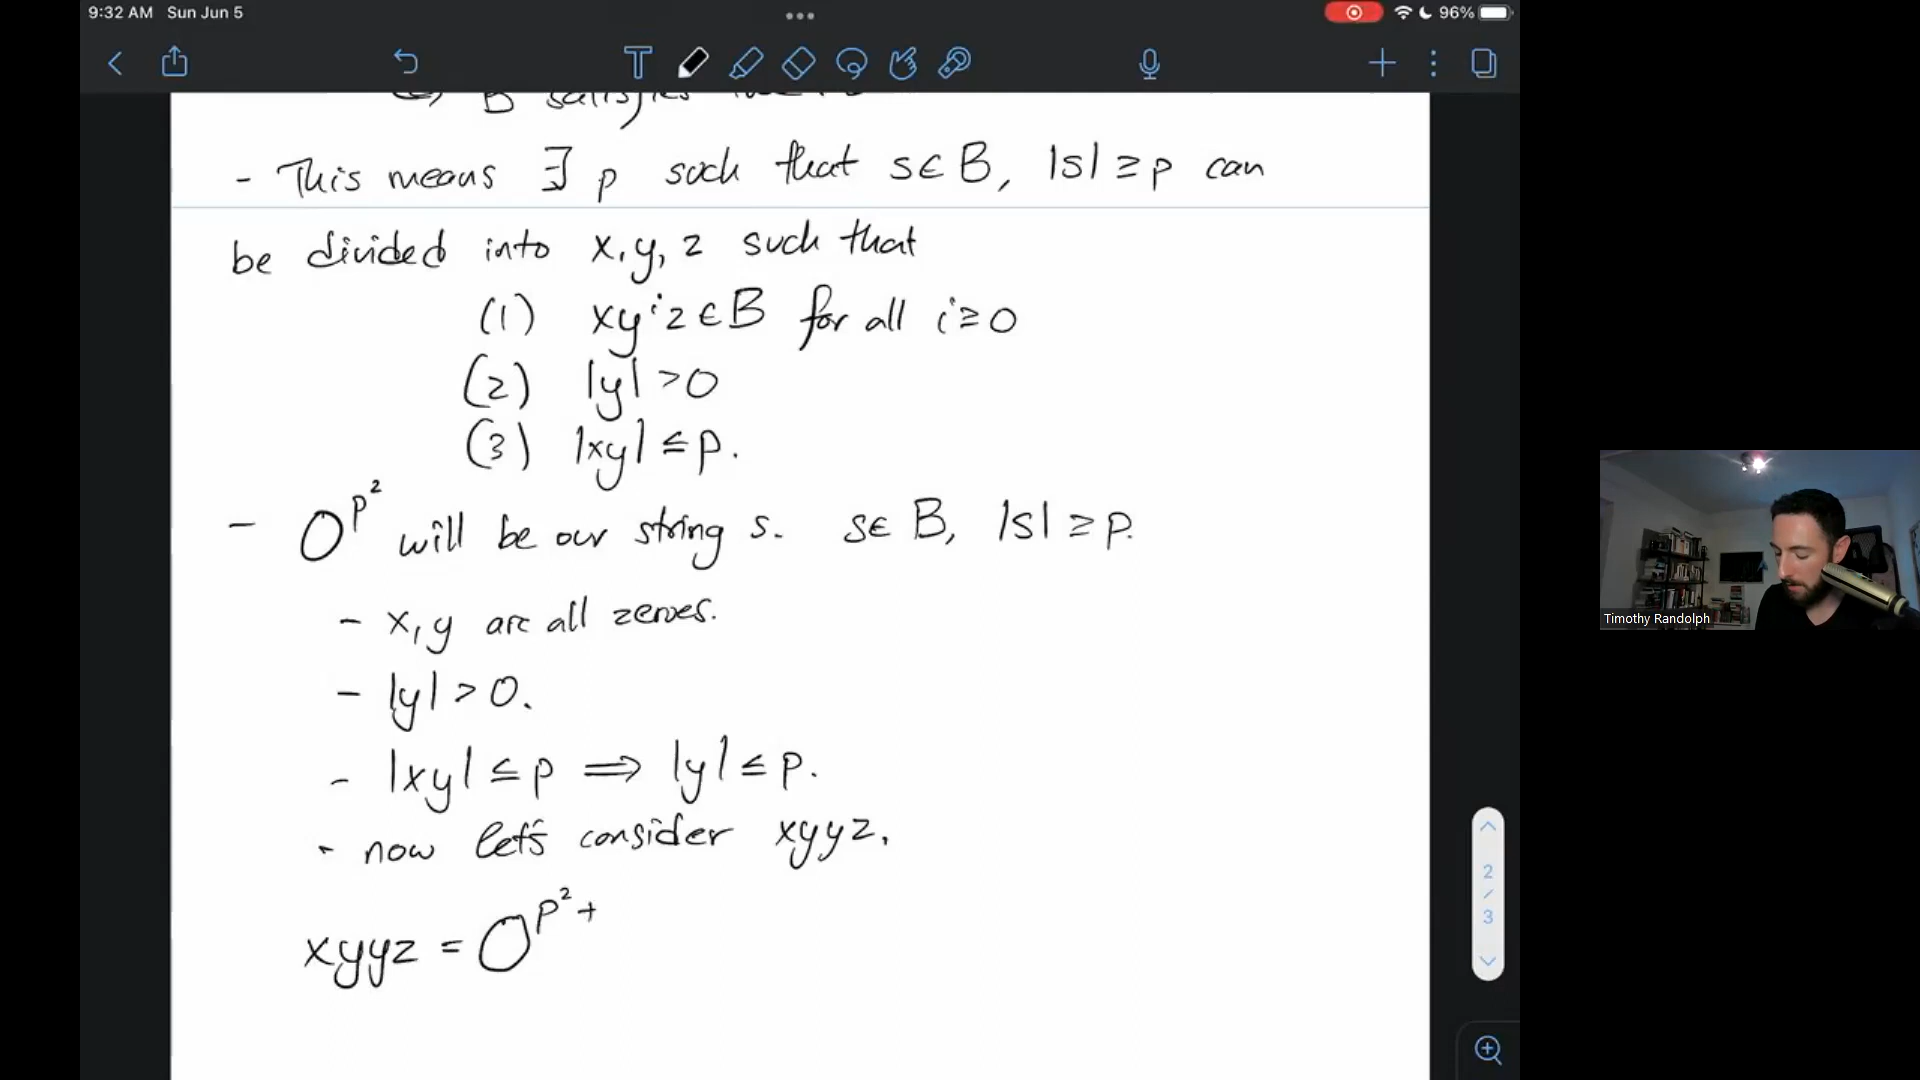 9:32 AM Sun Jun 5
96%
B satisfies
- This means ∃ p such that s∈B, |s| ≥ p can
be divided into x, y, z such that
(1) xyⁱz∈B for all i≥0
(2) |y| >0
(3) |xy| ≤ p.
- 0^p² will be our string s. s∈ B, |s| ≥ p.
- x, y are all zeroes.
- |y| > 0.
- |xy| ≤ p ⟹ |y| ≤ p.
- now let's consider xyyz.
xyyz = 0^p²+
2
/
3
Timothy Randolph